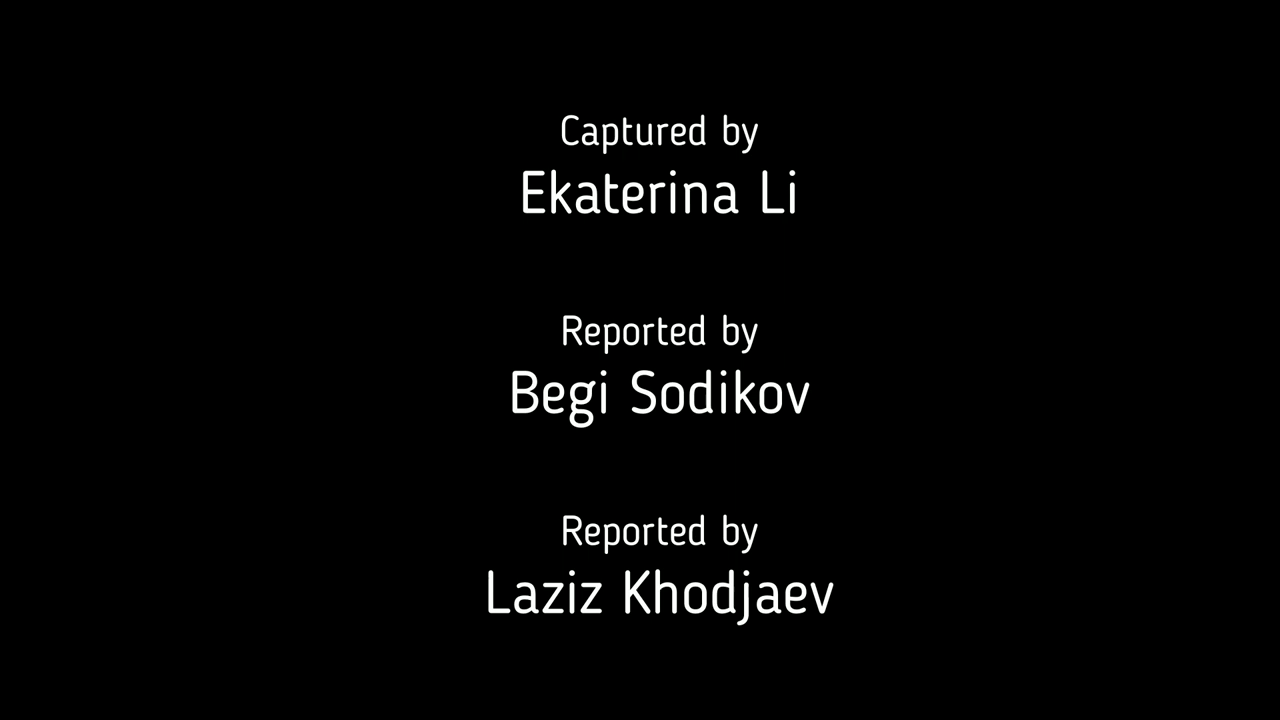 Captured by
Ekaterina Li
Reported by
Begi Sodikov
Reported by
Laziz Khodjaev